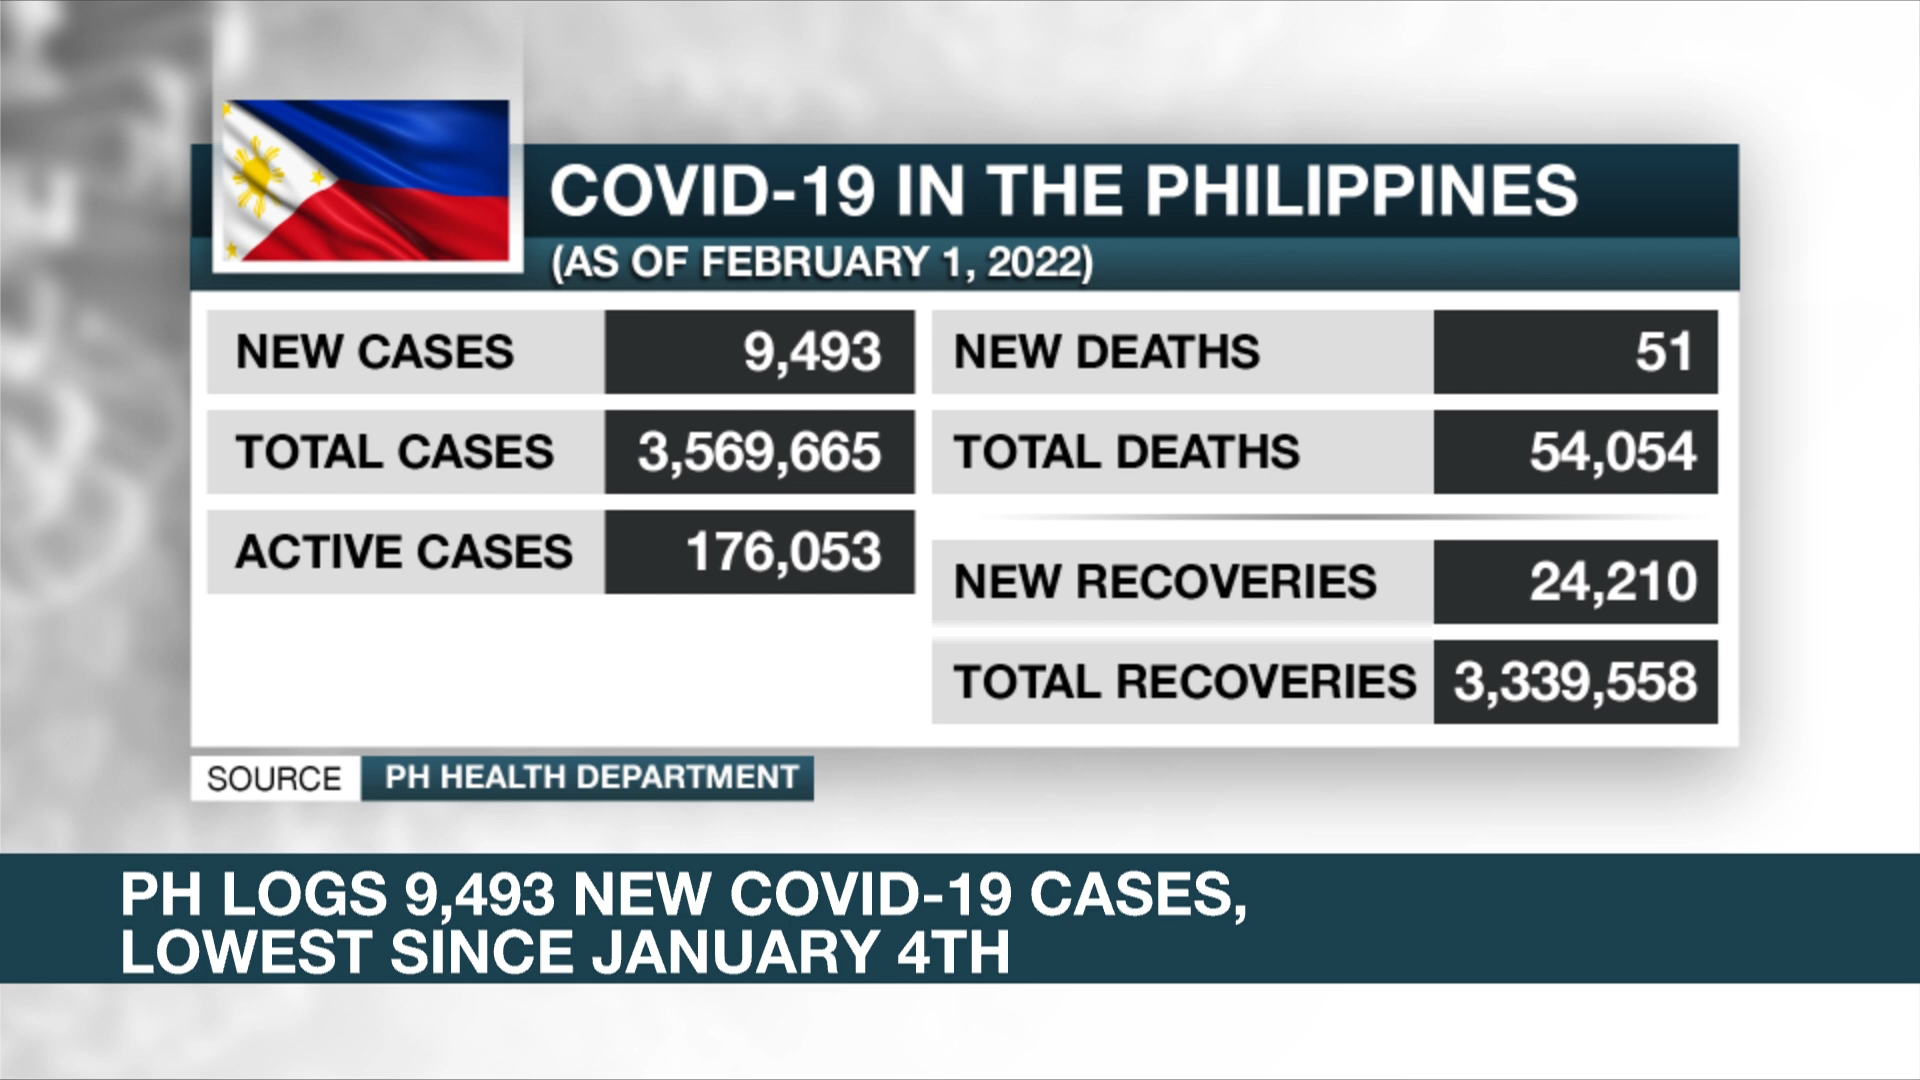 COVID-19 IN THE PHILIPPINES
(AS OF FEBRUARY 1, 2022)
NEW CASES 9,493
TOTAL CASES 3,569,665
ACTIVE CASES 176,053
NEW DEATHS 51
TOTAL DEATHS 54,054
NEW RECOVERIES 24,210
TOTAL RECOVERIES 3,339,558
SOURCE PH HEALTH DEPARTMENT
PH LOGS 9,493 NEW COVID-19 CASES,
LOWEST SINCE JANUARY 4TH